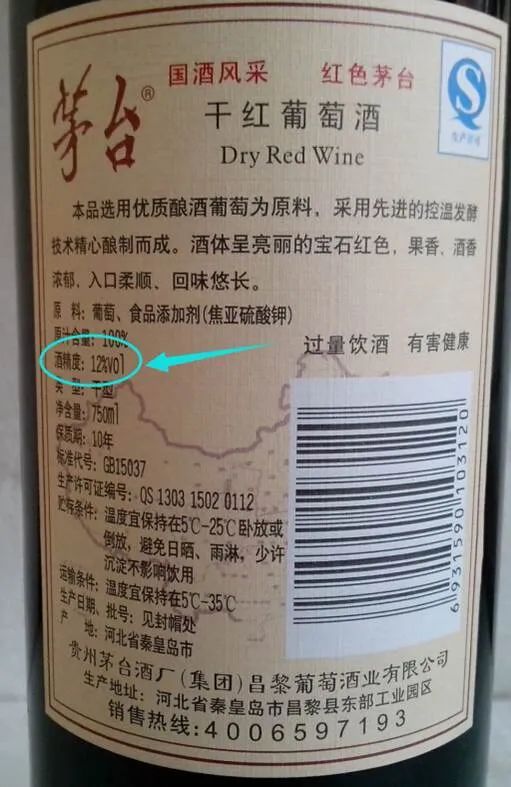 茅台®
国酒风采 红色茅台
干红葡萄酒
Dry Red Wine
生产许可
本品选用优质酿酒葡萄为原料，采用先进的控温发酵
技术精心酿制而成。酒体呈亮丽的宝石红色，果香、酒香
浓郁，入口柔顺、回味悠长。
原 料：葡萄、食品添加剂(焦亚硫酸钾)
原汁含量：100%
酒精度：12%vol
类 型：干型
净含量：750ml
保质期：10年
标准代号：GB15037
生产许可证编号：QS 1303 1502 0112
贮存条件：温度宜保持在5℃-25℃卧放或
倒放，避免日晒、雨淋，少许
沉淀不影响饮用
运输条件：温度宜保持在5℃-35℃
生产日期、批号：见封帽处
产 地：河北省秦皇岛市
过量饮酒 有害健康
6931590103120
贵州茅台酒厂(集团)昌黎葡萄酒业有限公司
生产地址：河北省秦皇岛市昌黎县东部工业园区
销售热线：4006597193